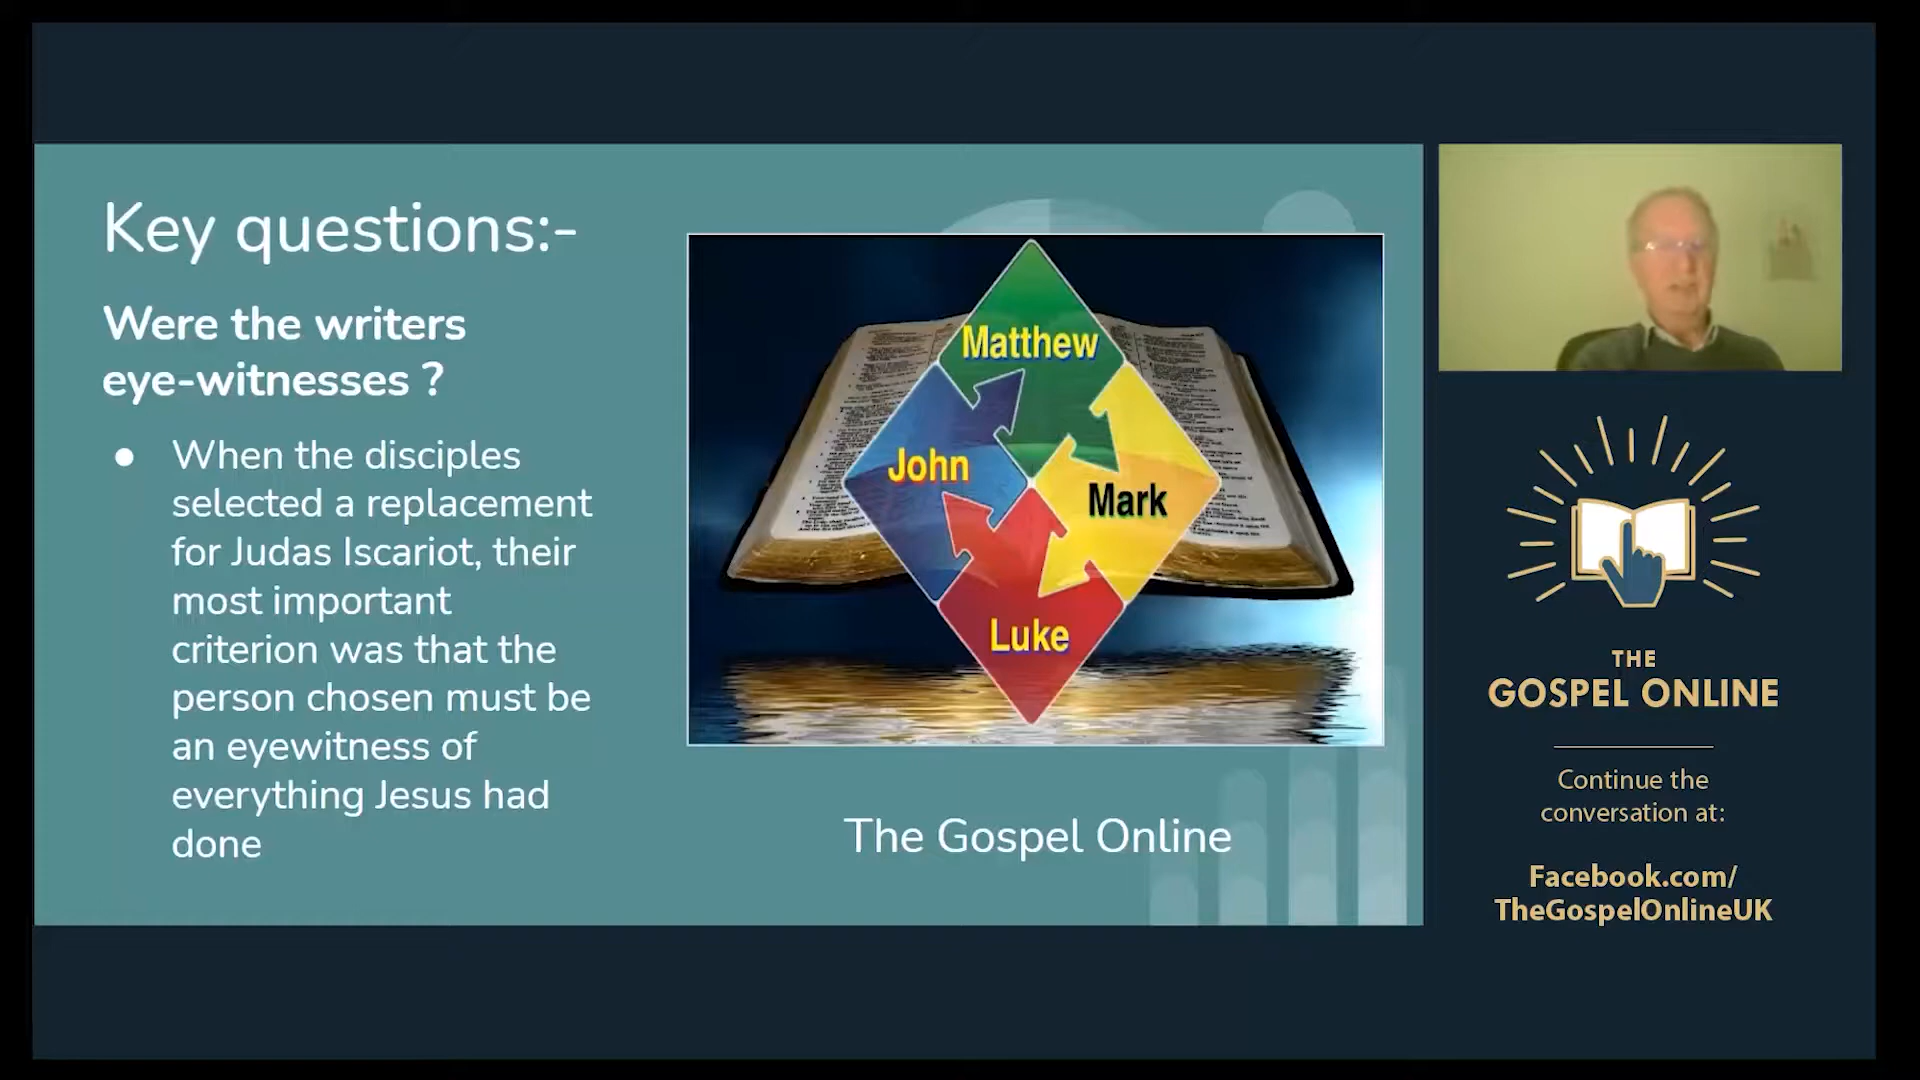 Key questions:-
Were the writers
eye-witnesses ?
● When the disciples
selected a replacement
for Judas Iscariot, their
most important
criterion was that the
person chosen must be
an eyewitness of
everything Jesus had
done
Matthew
John
Mark
Luke
The Gospel Online
THE
GOSPEL ONLINE
Continue the
conversation at:
Facebook.com/
TheGospelOnlineUK